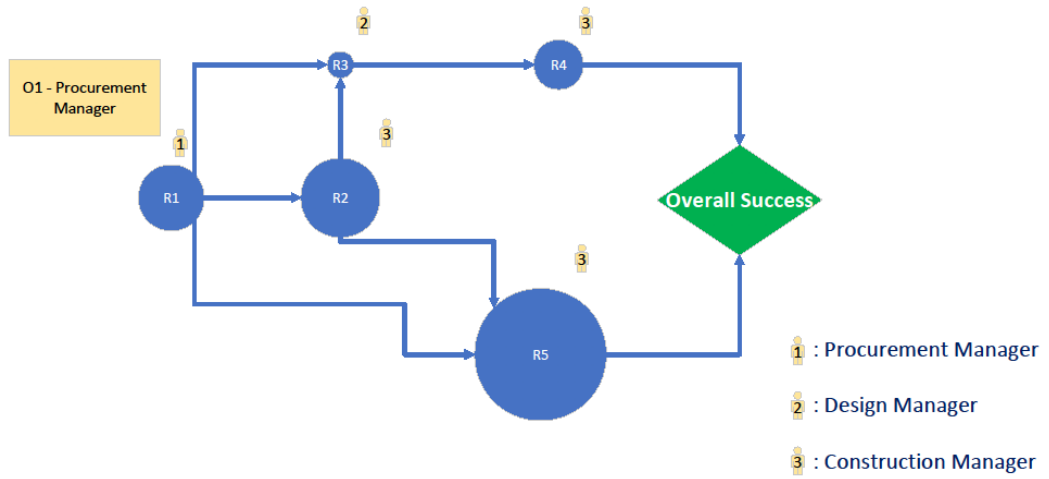 2
3
R3
R4
O1 - Procurement
Manager
1
3
R1
R2
Overall Success
3
R5
1 : Procurement Manager
2 : Design Manager
3 : Construction Manager